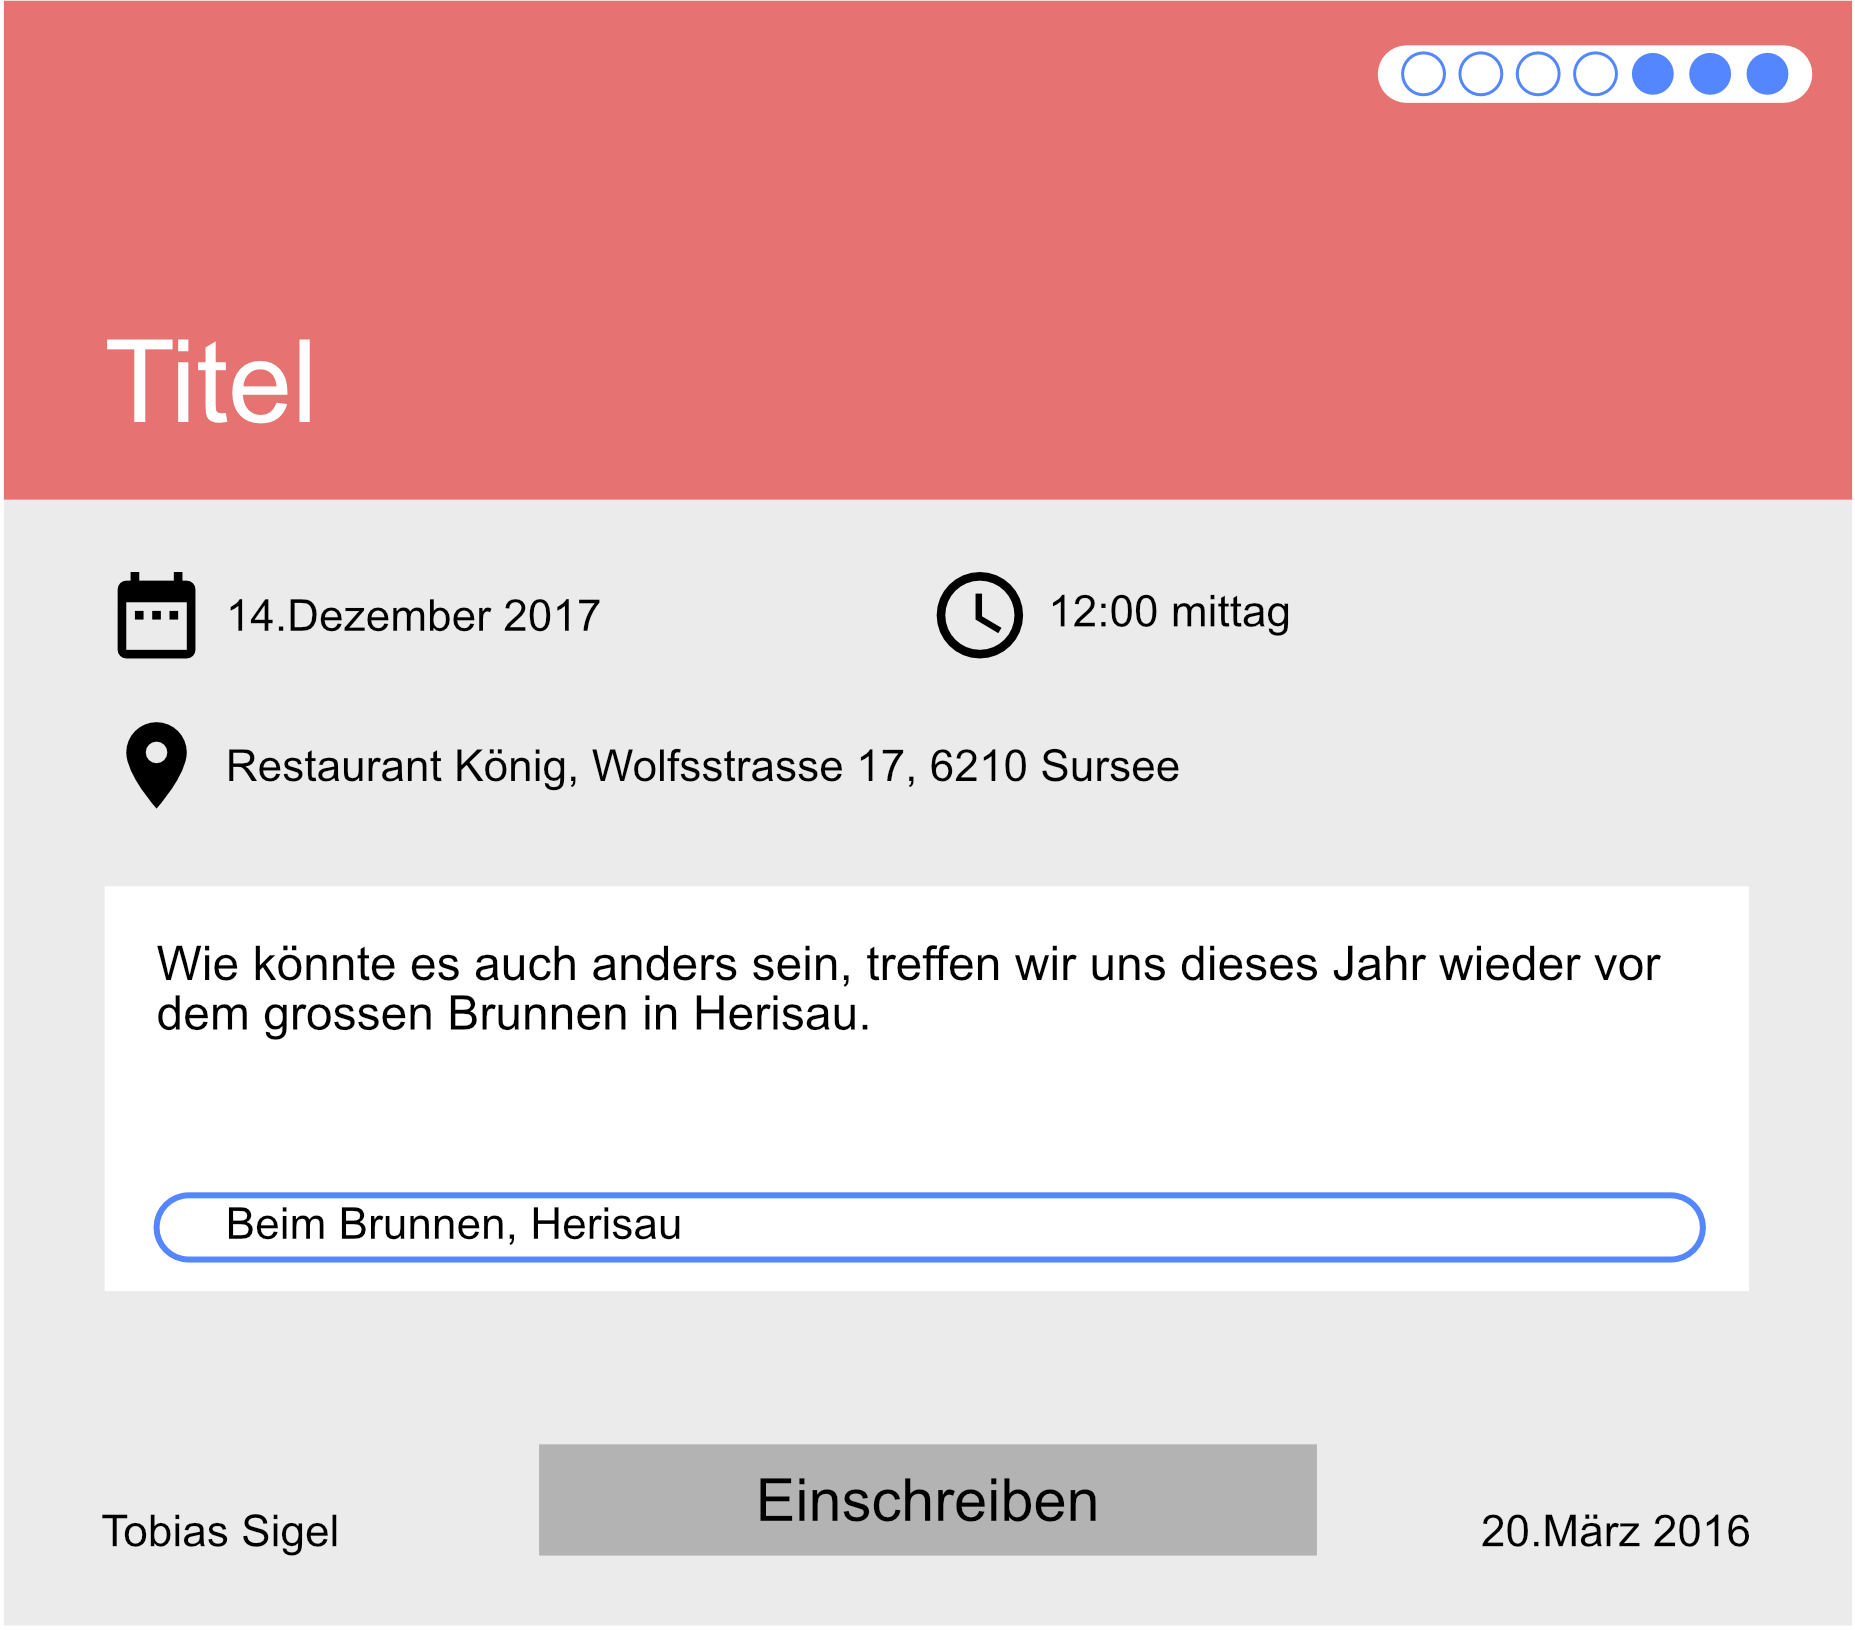 Titel
14.Dezember 2017
12:00 mittag
Restaurant König, Wolfsstrasse 17, 6210 Sursee
Wie könnte es auch anders sein, treffen wir uns dieses Jahr wieder vor
dem grossen Brunnen in Herisau.
Beim Brunnen, Herisau
Einschreiben
Tobias Sigel
20.März 2016